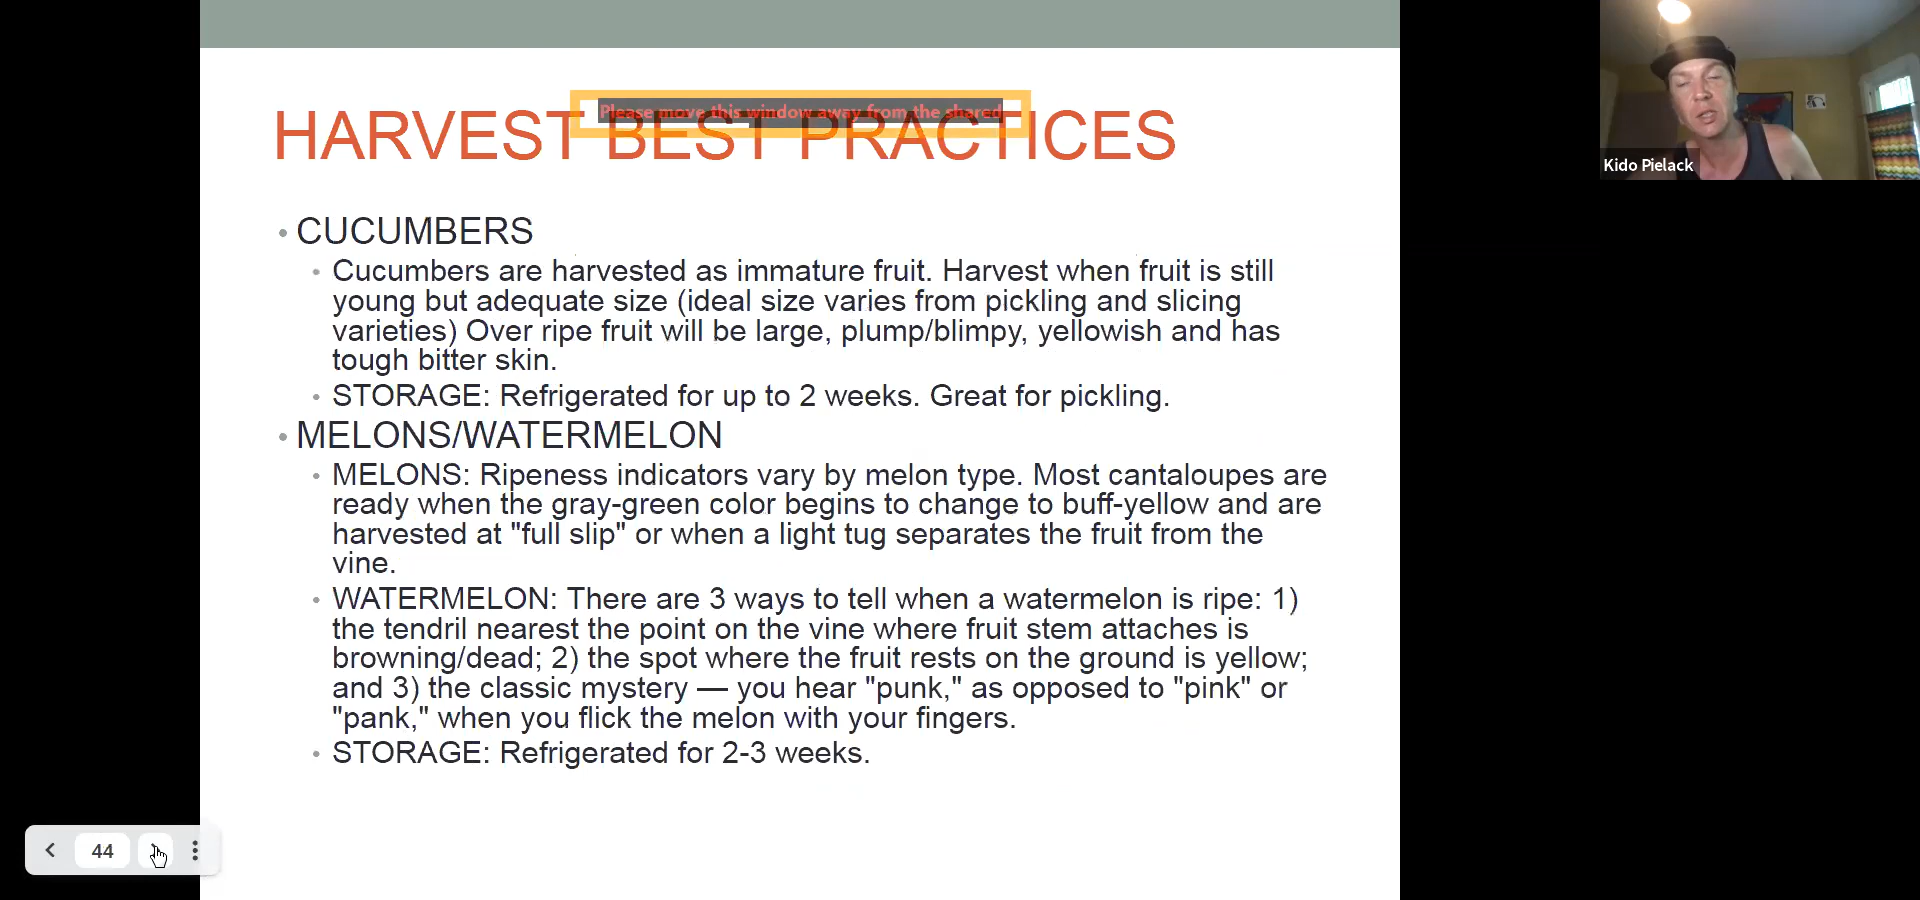 Please move this window away from the shared
HARVEST BEST PRACTICES
Kido Pielack
• CUCUMBERS
• Cucumbers are harvested as immature fruit. Harvest when fruit is still
young but adequate size (ideal size varies from pickling and slicing
varieties) Over ripe fruit will be large, plump/blimpy, yellowish and has
tough bitter skin.
• STORAGE: Refrigerated for up to 2 weeks. Great for pickling.
• MELONS/WATERMELON
• MELONS: Ripeness indicators vary by melon type. Most cantaloupes are
ready when the gray-green color begins to change to buff-yellow and are
harvested at "full slip" or when a light tug separates the fruit from the
vine.
• WATERMELON: There are 3 ways to tell when a watermelon is ripe: 1)
the tendril nearest the point on the vine where fruit stem attaches is
browning/dead; 2) the spot where the fruit rests on the ground is yellow;
and 3) the classic mystery — you hear "punk," as opposed to "pink" or
"pank," when you flick the melon with your fingers.
• STORAGE: Refrigerated for 2-3 weeks.
44